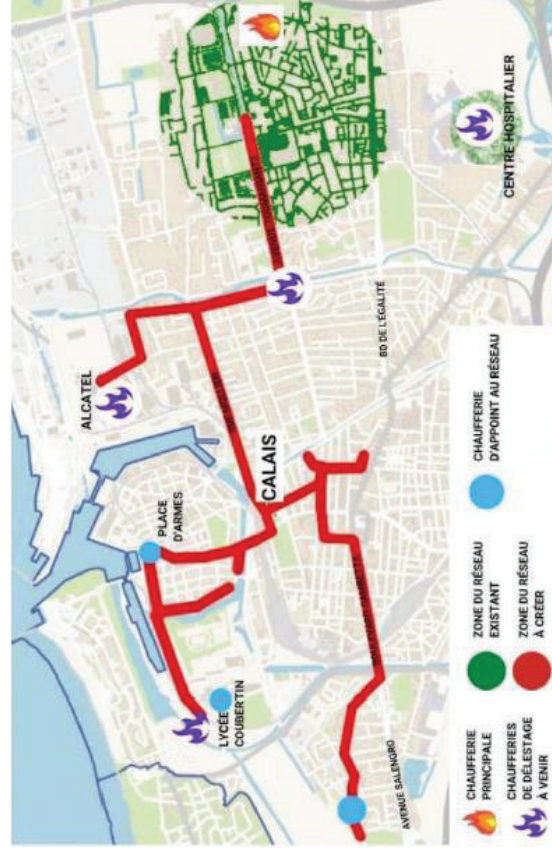 ALCATEL
PLACE
D'ARMES
CALAIS
LYCÉE
COUBERTIN
BD DE L'ÉGALITÉ
CENTRE HOSPITALIER
AVENUE SALENGRO
CHAUFFERIE
PRINCIPALE
CHAUFFERIES
DE DÉLESTAGE
À VENIR
ZONE DU RÉSEAU
EXISTANT
ZONE DU RÉSEAU
À CRÉER
CHAUFFERIE
D'APPOINT AU RÉSEAU